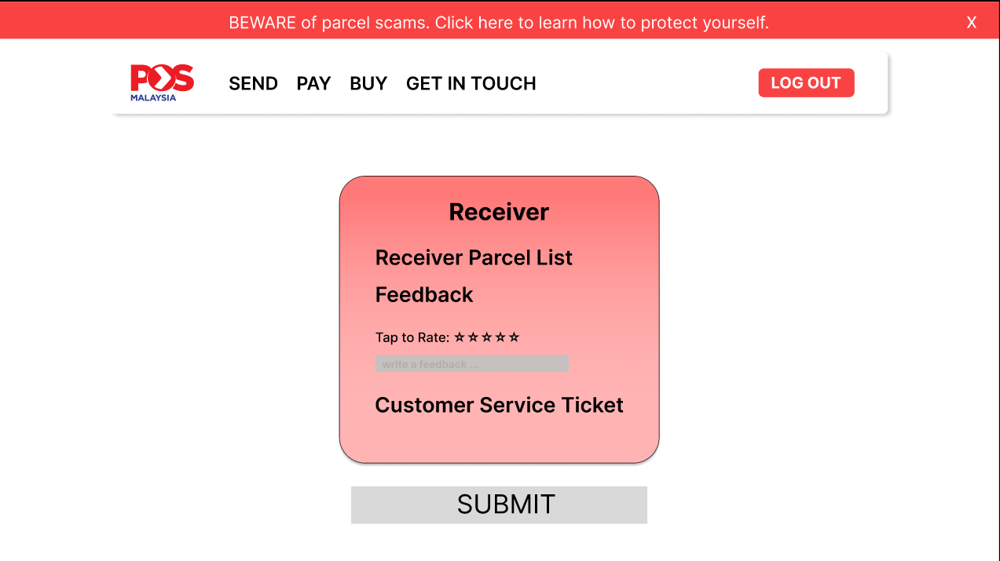 BEWARE of parcel scams. Click here to learn how to protect yourself. X
POS
MALAYSIA
SEND PAY BUY GET IN TOUCH LOG OUT
Receiver
Receiver Parcel List
Feedback
Tap to Rate: ☆☆☆☆☆
write a feedback ...
Customer Service Ticket
SUBMIT